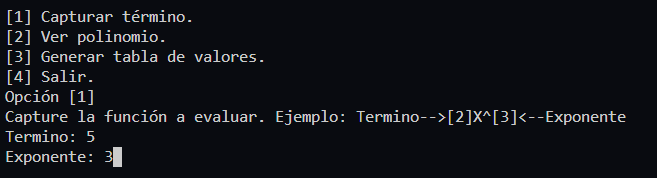 [1] Capturar término.
[2] Ver polinomio.
[3] Generar tabla de valores.
[4] Salir.
Opción [1]
Capture la función a evaluar. Ejemplo: Termino-->[2]X^[3]<--Exponente
Termino: 5
Exponente: 3